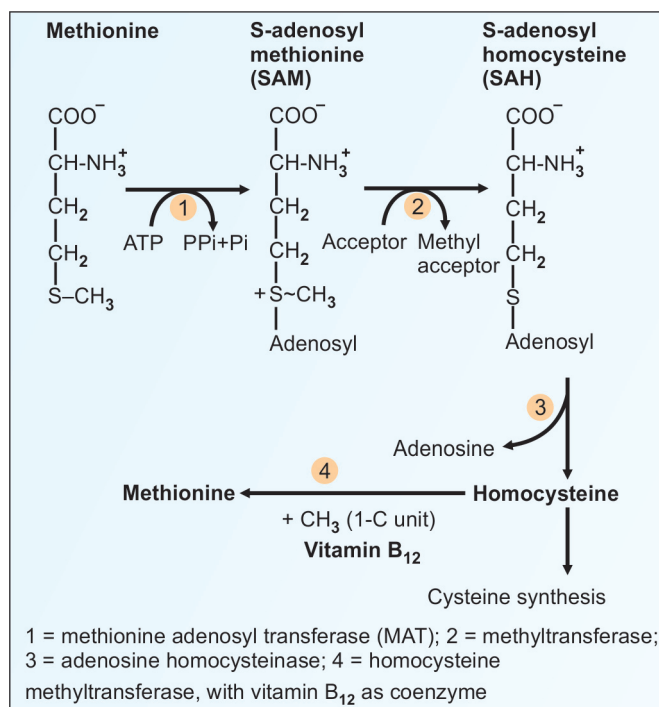 Methionine
S-adenosyl
methionine
(SAM)
S-adenosyl
homocysteine
(SAH)
COO⁻
CH-NH₃⁺
CH₂
CH₂
S–CH₃
1
ATP
PPi+Pi
COO⁻
CH-NH₃⁺
CH₂
CH₂
+S~CH₃
Adenosyl
2
Acceptor
Methyl
acceptor
COO⁻
CH-NH₃⁺
CH₂
CH₂
S
Adenosyl
3
Adenosine
Methionine
4
Homocysteine
+ CH₃ (1-C unit)
Vitamin B₁₂
Cysteine synthesis
1 = methionine adenosyl transferase (MAT); 2 = methyltransferase;
3 = adenosine homocysteinase; 4 = homocysteine
methyltransferase, with vitamin B₁₂ as coenzyme